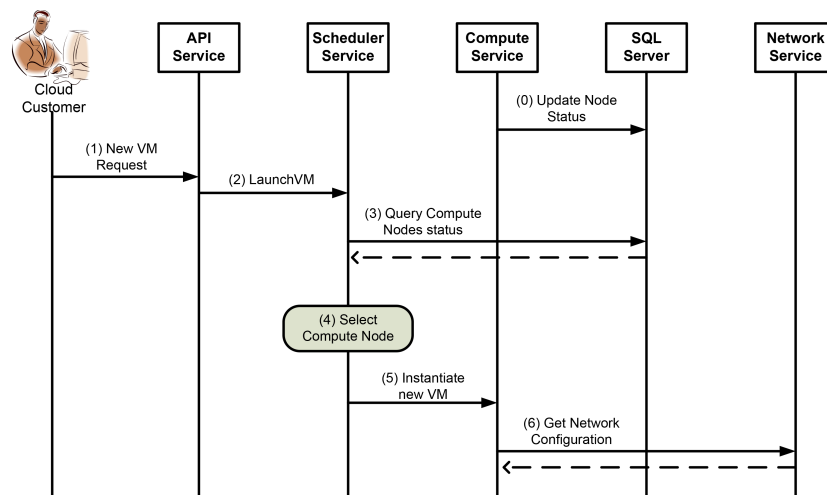 API
Service
Scheduler
Service
Compute
Service
SQL
Server
Network
Service
Cloud
Customer
(0) Update Node
Status
(1) New VM
Request
(2) LaunchVM
(3) Query Compute
Nodes status
(4) Select
Compute Node
(5) Instantiate
new VM
(6) Get Network
Configuration